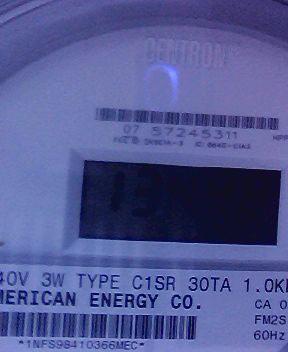 CENTRON
07 57245311
40V 3W TYPE C1SR 30TA 1.0K
MERICAN ENERGY CO.
CA 0
FM2S
60Hz
*1NFS98410366MEC*